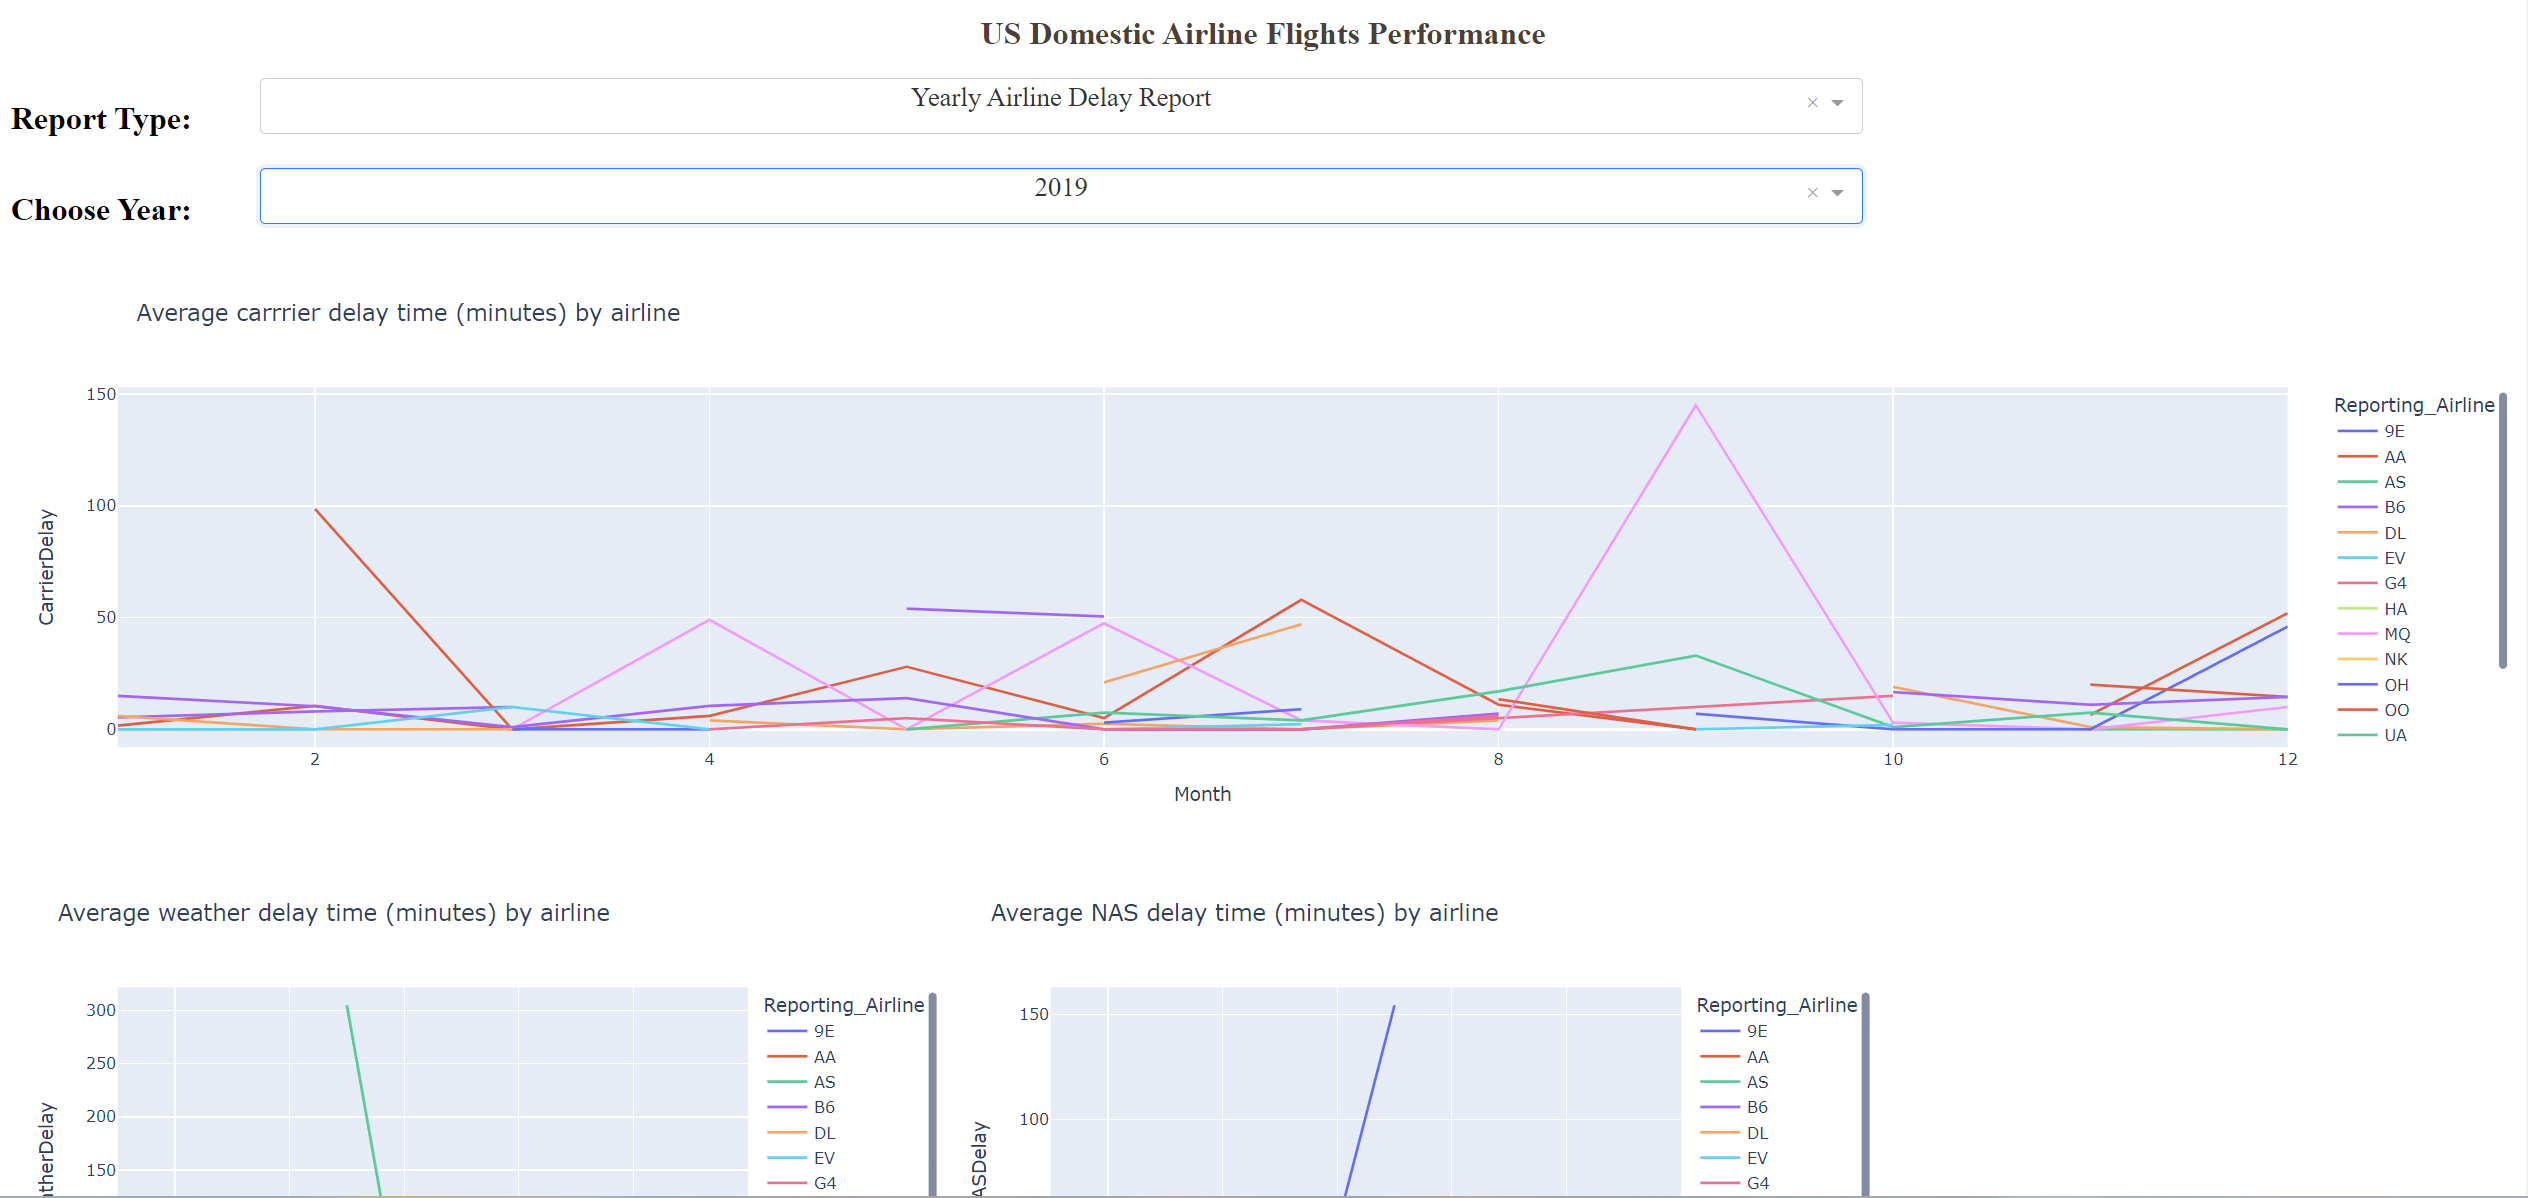 US Domestic Airline Flights Performance
Report Type:
Yearly Airline Delay Report
×
Choose Year:
2019
×
Average carrrier delay time (minutes) by airline
150
100
50
0
CarrierDelay
2
4
6
8
10
12
Month
Reporting_Airline
9E
AA
AS
B6
DL
EV
G4
HA
MQ
NK
OH
OO
UA
Average weather delay time (minutes) by airline
300
250
200
150
therDelay
Reporting_Airline
9E
AA
AS
B6
DL
EV
G4
Average NAS delay time (minutes) by airline
150
100
ASDelay
Reporting_Airline
9E
AA
AS
B6
DL
EV
G4